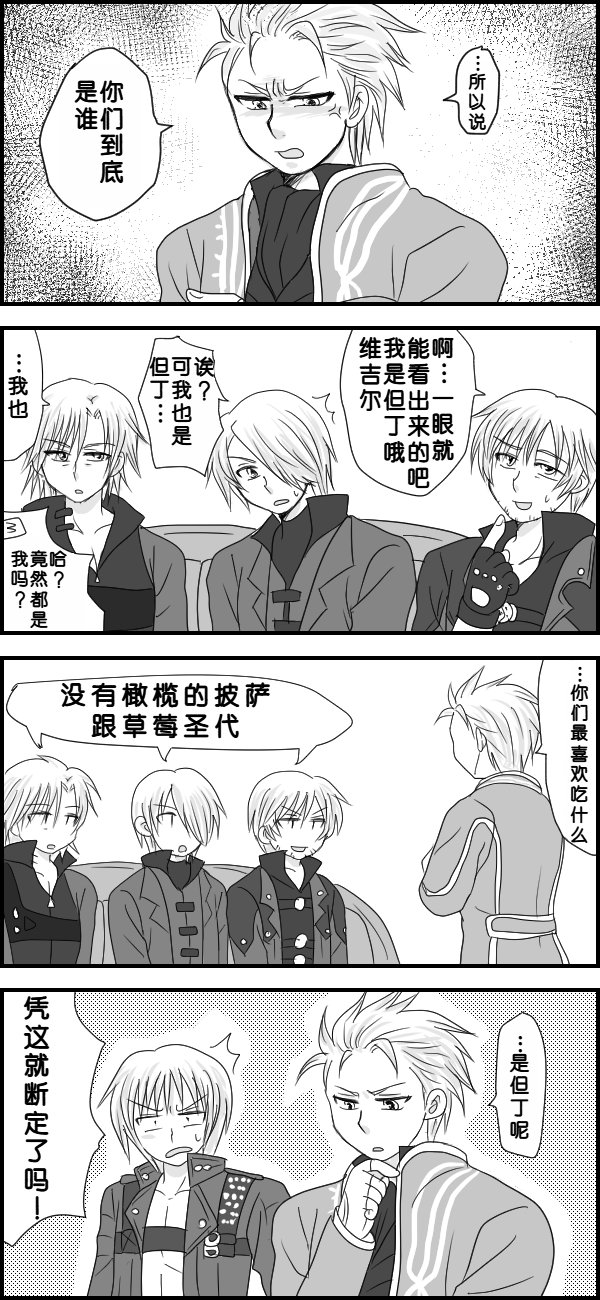 …所以说
你们到底
是谁
啊…一眼就
能看出来的吧
我是但丁哦
维吉尔
诶？
可我也是
但丁…
…我也
哈？
竟然都是
我吗？
…你们最喜欢吃什么
没有橄榄的披萨
跟草莓圣代
…是但丁呢
凭这就断定了吗！